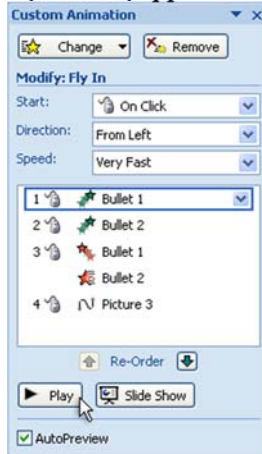 Custom Animation
Change Remove
Modify: Fly In
Start: On Click
Direction: From Left
Speed: Very Fast
1 Bullet 1
2 Bullet 2
3 Bullet 1
Bullet 2
4 Picture 3
Re-Order
Play Slide Show
AutoPreview